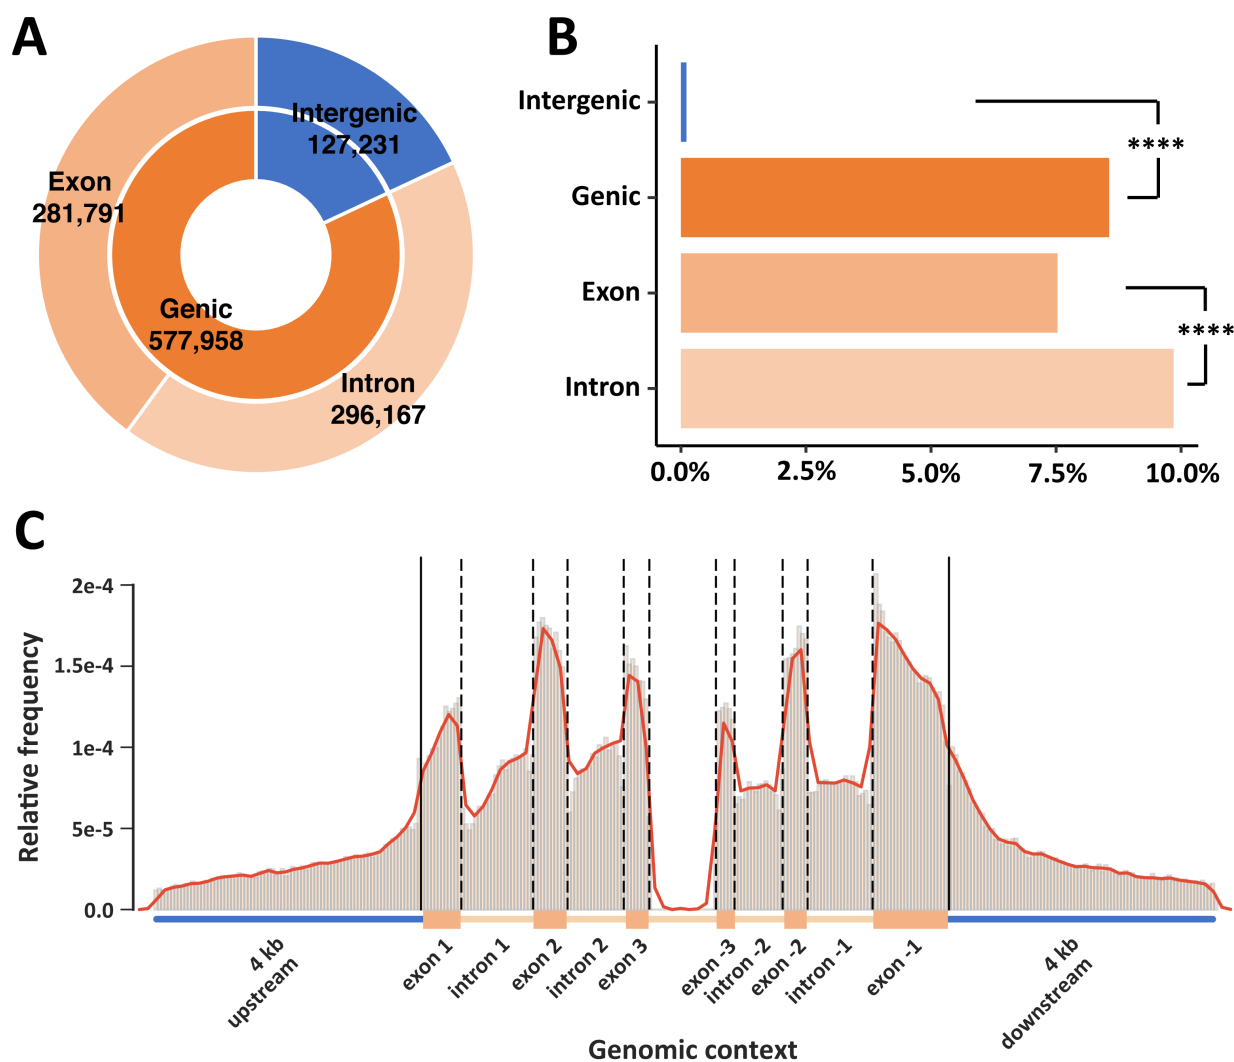 A
Intergenic
127,231
Exon
281,791
Genic
577,958
Intron
296,167
B
Intergenic
Genic
Exon
Intron
****
****
0.0%
2.5%
5.0%
7.5%
10.0%
C
Relative frequency
2e-4
1.5e-4
1e-4
5e-5
0.0
4 kb
upstream
exon 1
intron 1
exon 2
intron 2
exon 3
exon -3
intron -2
exon -2
intron -1
exon -1
4 kb
downstream
Genomic context